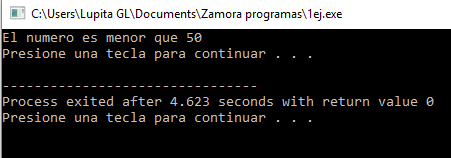 C:\Users\Lupita GL\Documents\Zamora programas\1ej.exe
El numero es menor que 50
Presione una tecla para continuar . . .
--------------------------------
Process exited after 4.623 seconds with return value 0
Presione una tecla para continuar . . .